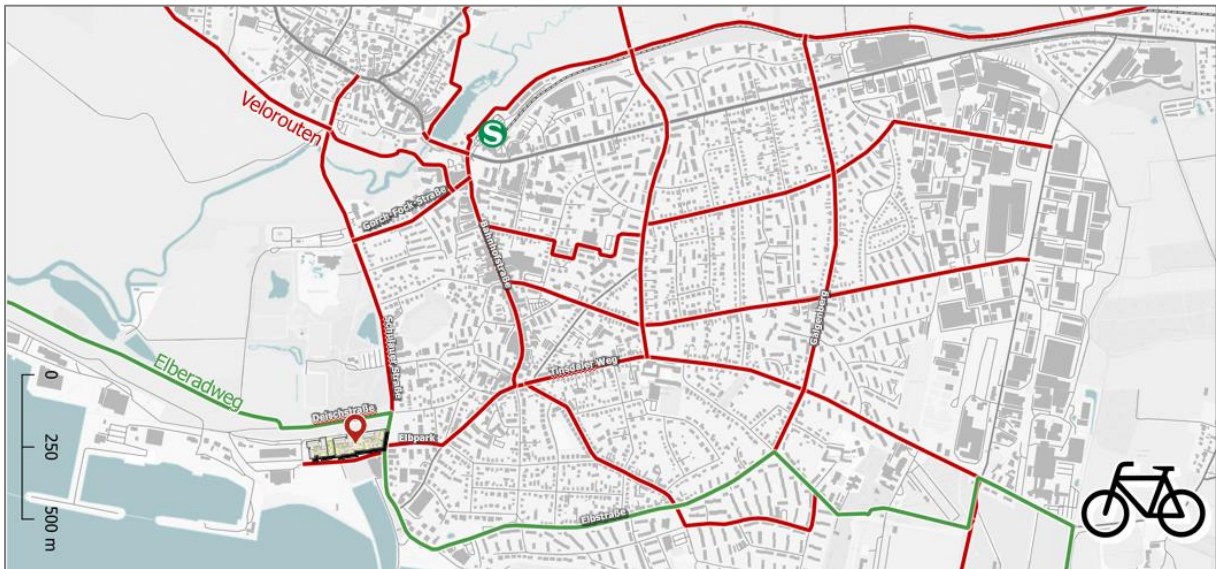 S
Velorouten
Gorch-Fock-Straße
Bahnhofstraße
Galgenberg
Schulauer Straße
Tinsdaler Weg
Elberadweg
Deichstraße
Elbpark
Elbstraße
0
250
500 m